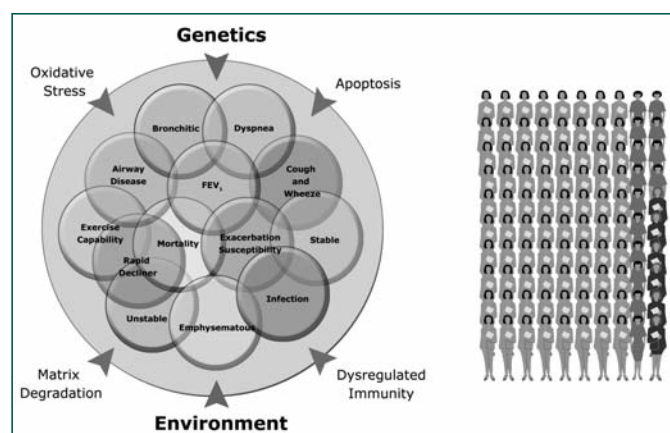 Genetics
Oxidative
Stress
Apoptosis
Bronchitic
Dyspnea
Airway
Disease
FEV1
Cough
and
Wheeze
Exercise
Capability
Mortality
Exacerbation
Susceptibility
Stable
Rapid
Decliner
Infection
Unstable
Emphysematous
Matrix
Degradation
Dysregulated
Immunity
Environment